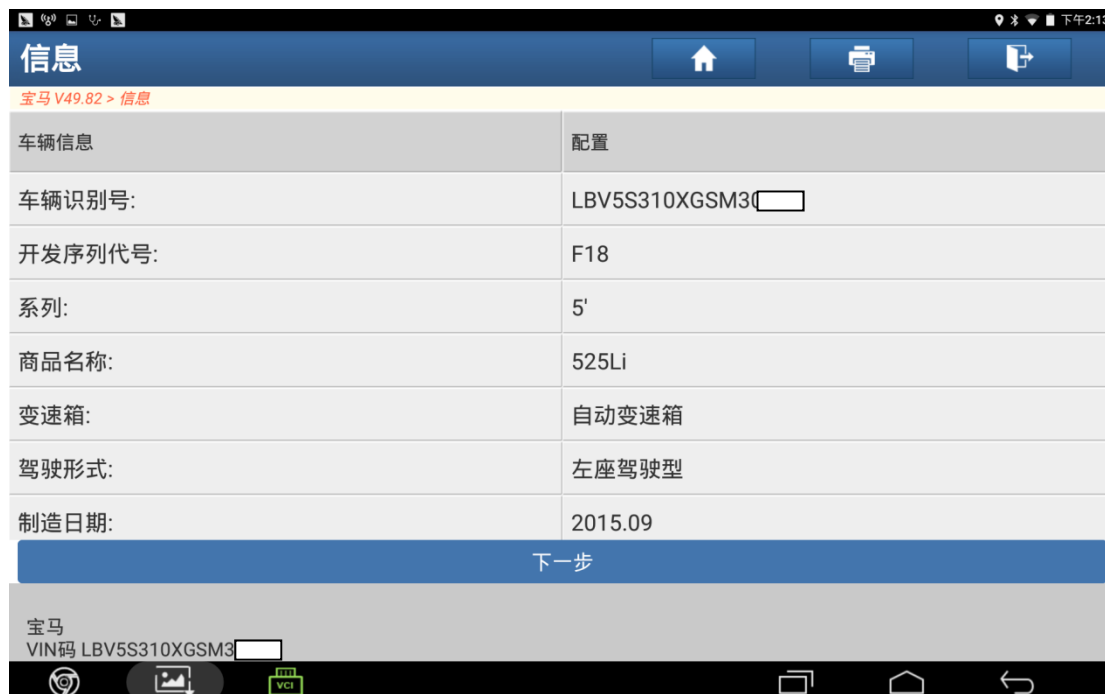 下午2:13
信息
宝马 V49.82 > 信息
车辆信息 配置
车辆识别号: LBV5S310XGSM30
开发序列代号: F18
系列: 5'
商品名称: 525Li
变速箱: 自动变速箱
驾驶形式: 左座驾驶型
制造日期: 2015.09
下一步
宝马
VIN码 LBV5S310XGSM3
VCI